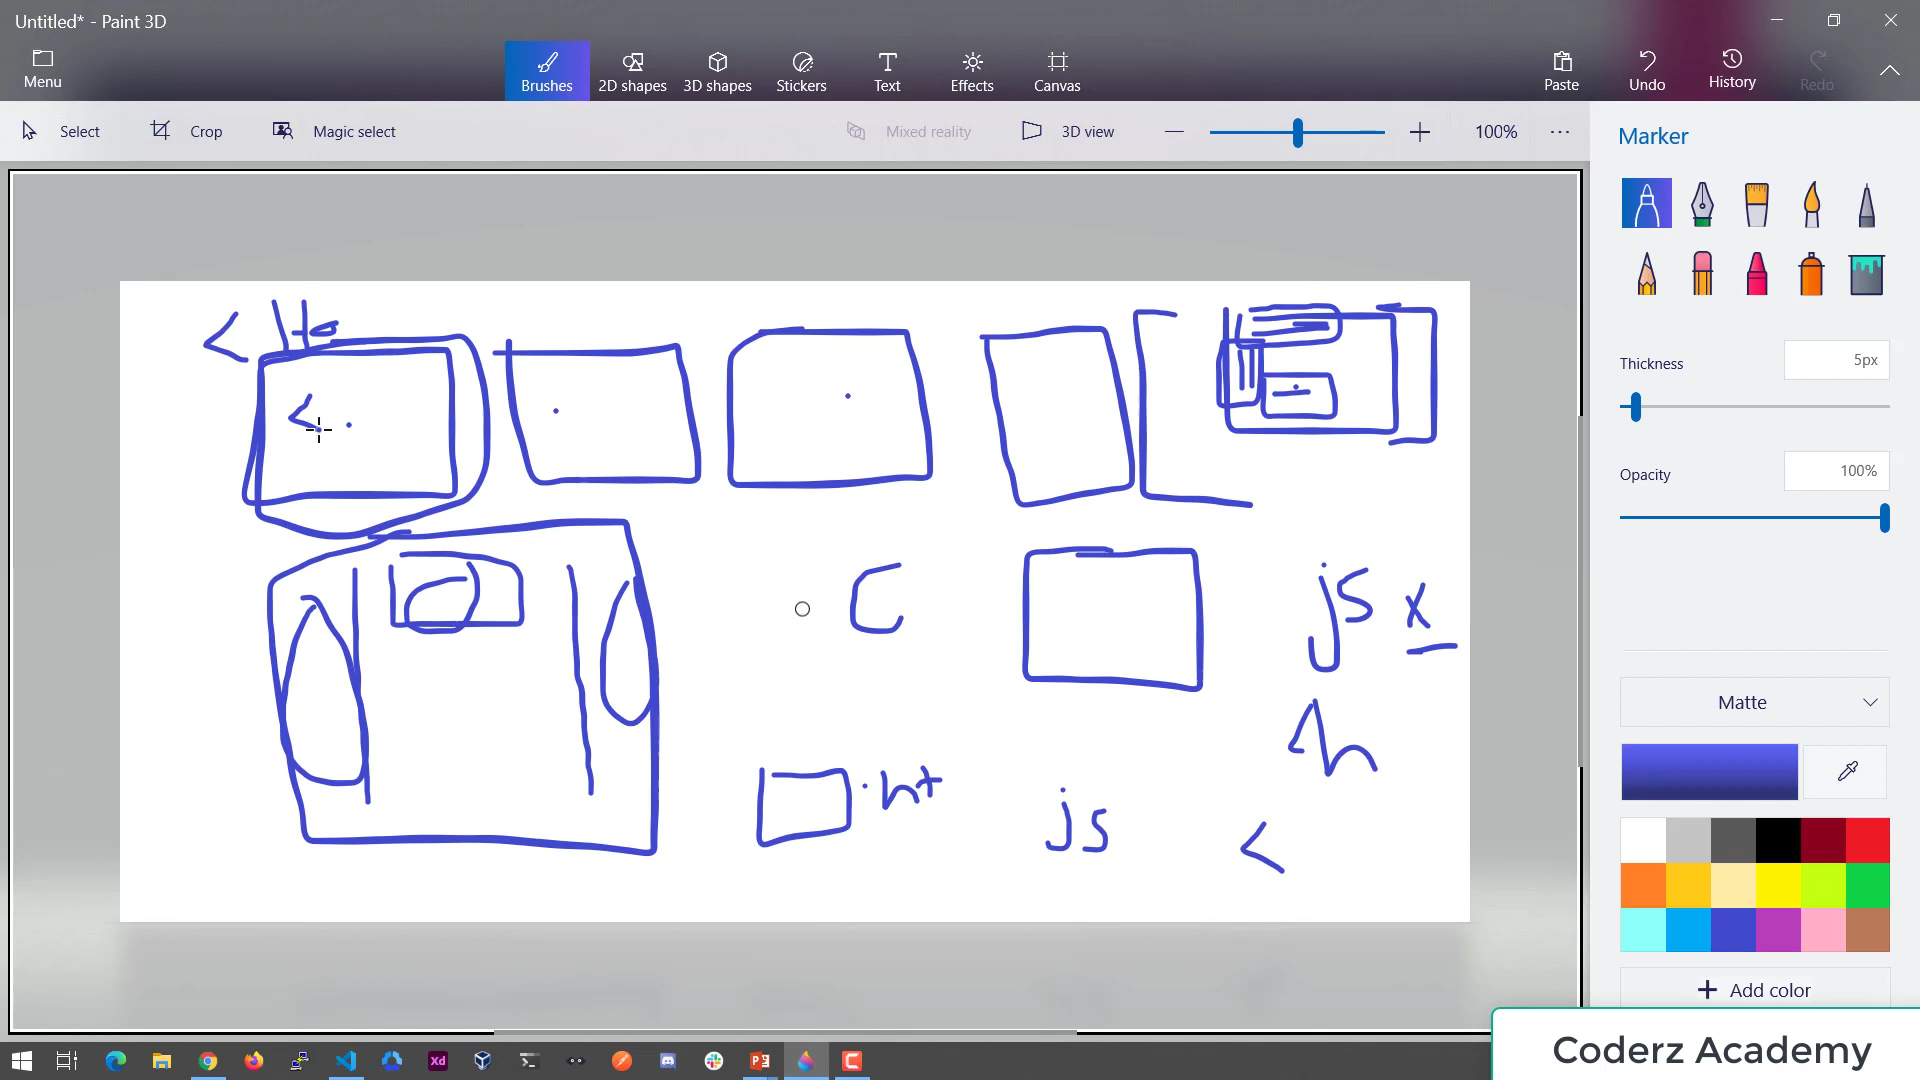 Untitled* - Paint 3D
Menu
Brushes
2D shapes
3D shapes
Stickers
Text
Effects
Canvas
Paste
Undo
History
Redo
Select
Crop
Magic select
Mixed reality
3D view
100%
Marker
Thickness
5px
Opacity
100%
Matte
Add color
C
js x
js
<
Xd
Coderz Academy